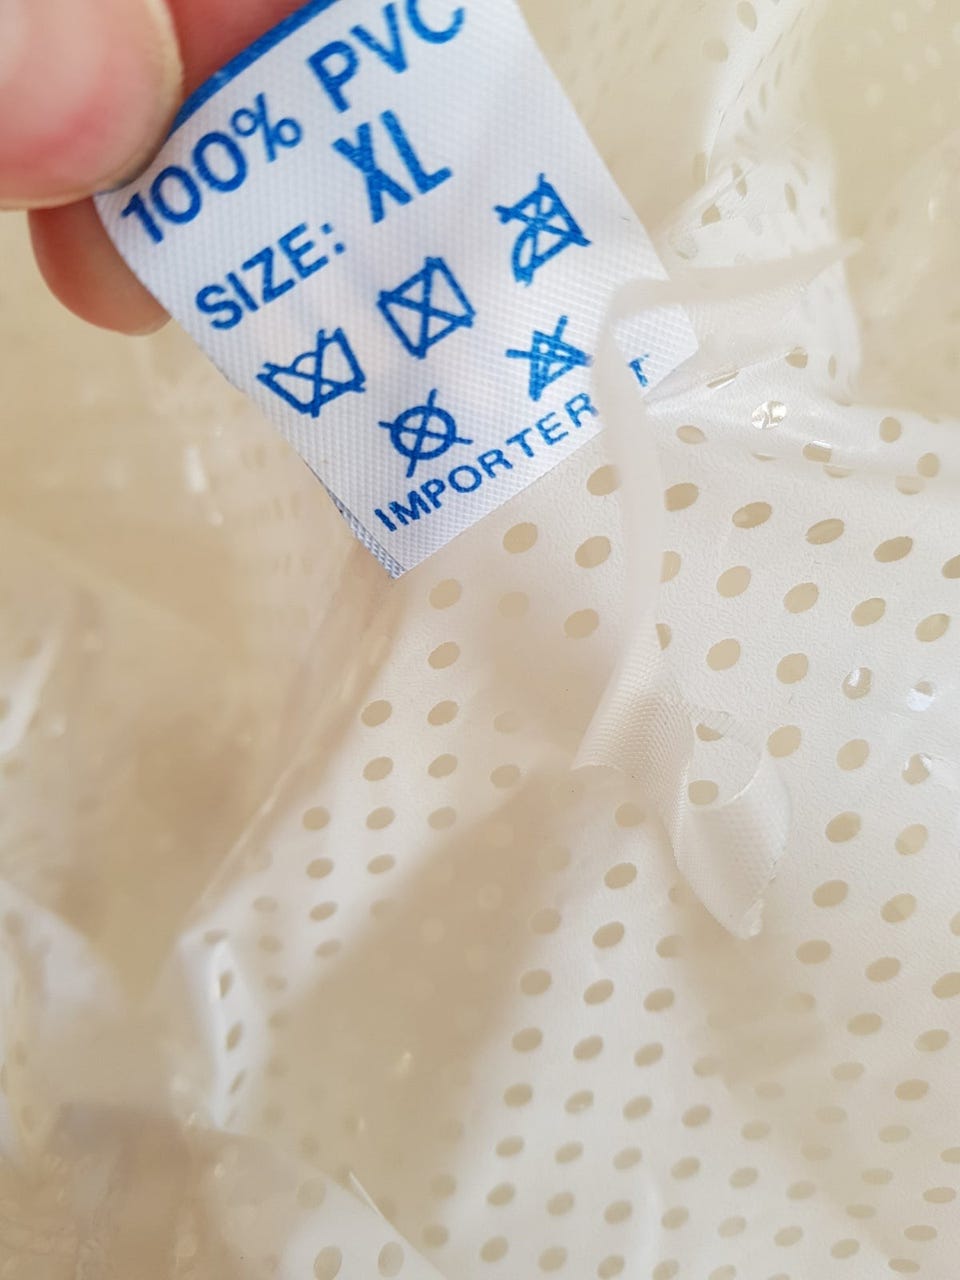 100% PVC
SIZE: XL
IMPORTER